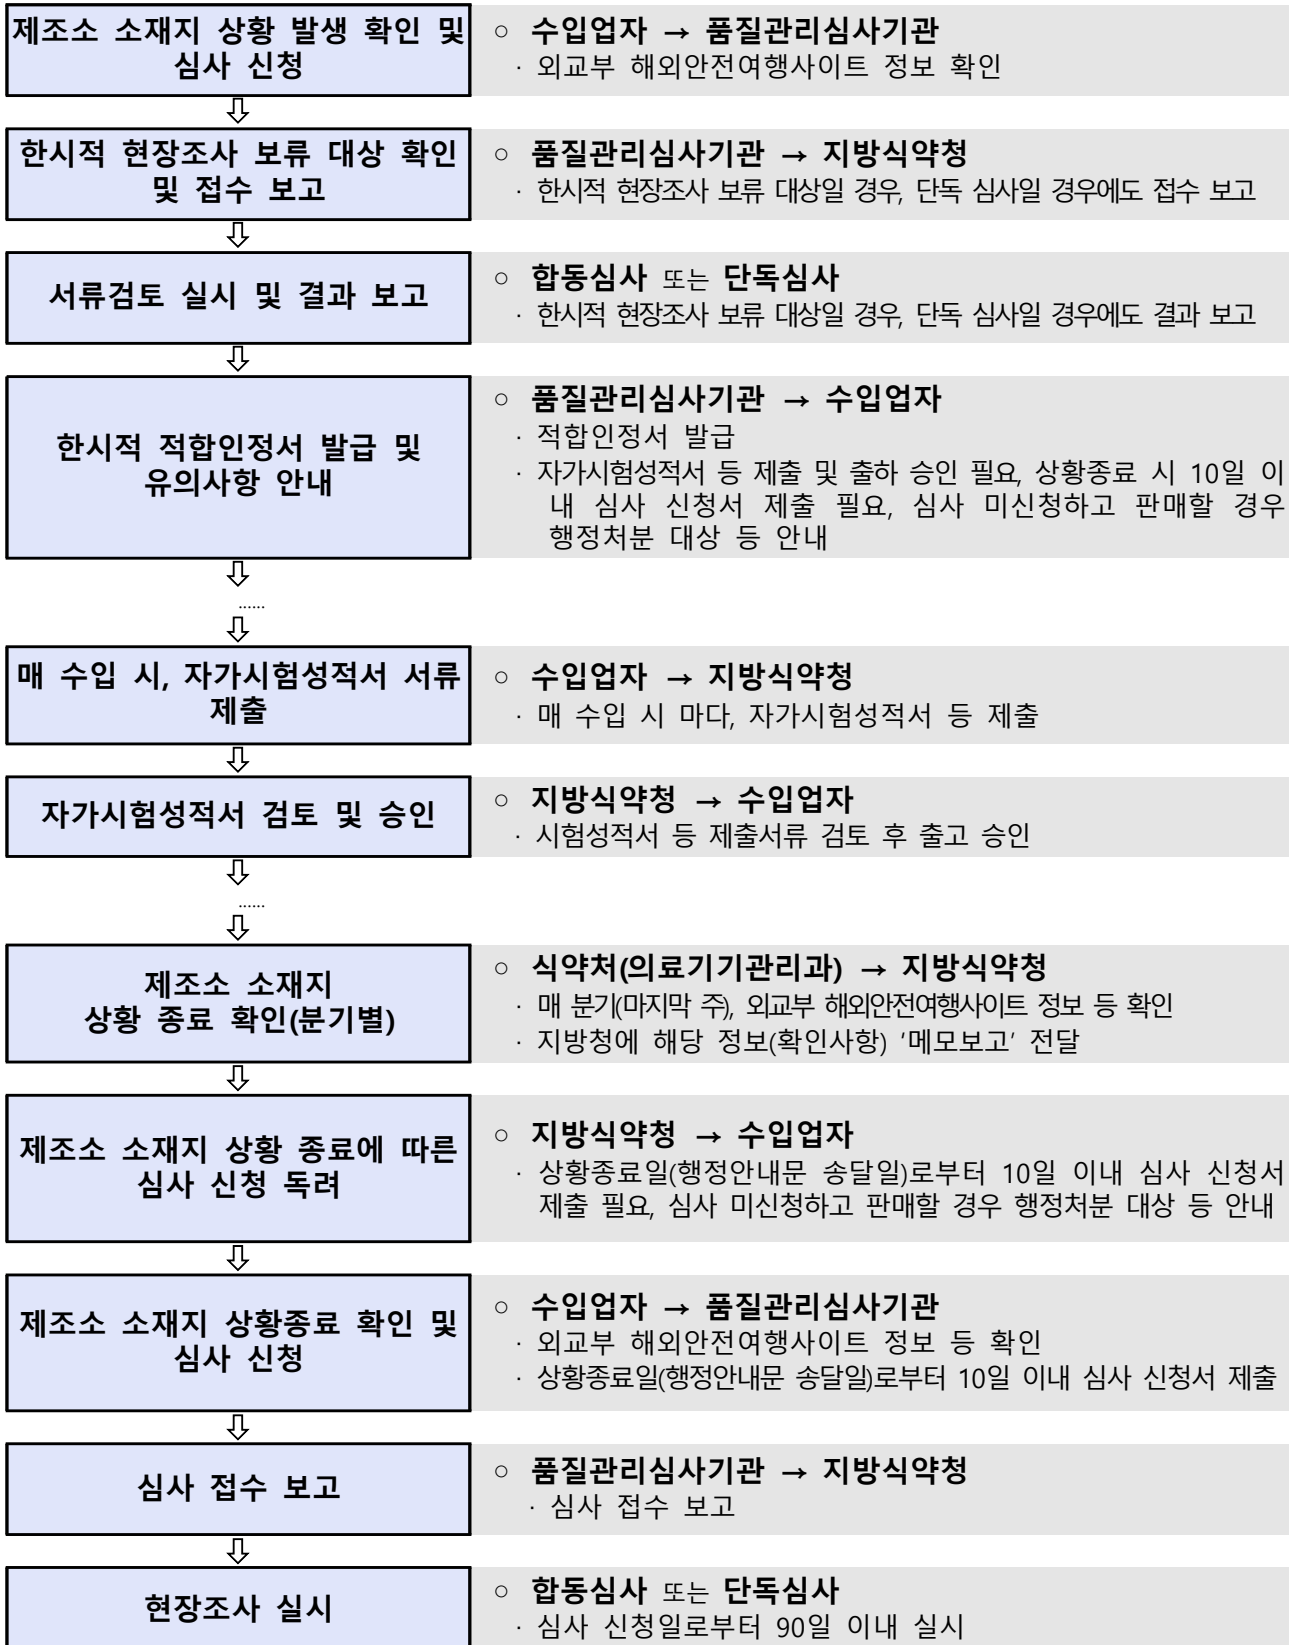 제조소 소재지 상황 발생 확인 및
심사 신청
○ 수입업자 → 품질관리심사기관
· 외교부 해외안전여행사이트 정보 확인
한시적 현장조사 보류 대상 확인
및 접수 보고
○ 품질관리심사기관 → 지방식약청
· 한시적 현장조사 보류 대상일 경우, 단독 심사일 경우에도 접수 보고
서류검토 실시 및 결과 보고
○ 합동심사 또는 단독심사
· 한시적 현장조사 보류 대상일 경우, 단독 심사일 경우에도 결과 보고
한시적 적합인정서 발급 및
유의사항 안내
○ 품질관리심사기관 → 수입업자
· 적합인정서 발급
· 자가시험성적서 등 제출 및 출하 승인 필요, 상황종료 시 10일 이
내 심사 신청서 제출 필요, 심사 미신청하고 판매할 경우
행정처분 대상 등 안내
......
매 수입 시, 자가시험성적서 서류
제출
○ 수입업자 → 지방식약청
· 매 수입 시 마다, 자가시험성적서 등 제출
자가시험성적서 검토 및 승인
○ 지방식약청 → 수입업자
· 시험성적서 등 제출서류 검토 후 출고 승인
......
제조소 소재지
상황 종료 확인(분기별)
○ 식약처(의료기기관리과) → 지방식약청
· 매 분기(마지막 주), 외교부 해외안전여행사이트 정보 등 확인
· 지방청에 해당 정보(확인사항) ‘메모보고’ 전달
제조소 소재지 상황 종료에 따른
심사 신청 독려
○ 지방식약청 → 수입업자
· 상황종료일(행정안내문 송달일)로부터 10일 이내 심사 신청서
제출 필요, 심사 미신청하고 판매할 경우 행정처분 대상 등 안내
제조소 소재지 상황종료 확인 및
심사 신청
○ 수입업자 → 품질관리심사기관
· 외교부 해외안전여행사이트 정보 등 확인
· 상황종료일(행정안내문 송달일)로부터 10일 이내 심사 신청서 제출
심사 접수 보고
○ 품질관리심사기관 → 지방식약청
· 심사 접수 보고
현장조사 실시
○ 합동심사 또는 단독심사
· 심사 신청일로부터 90일 이내 실시